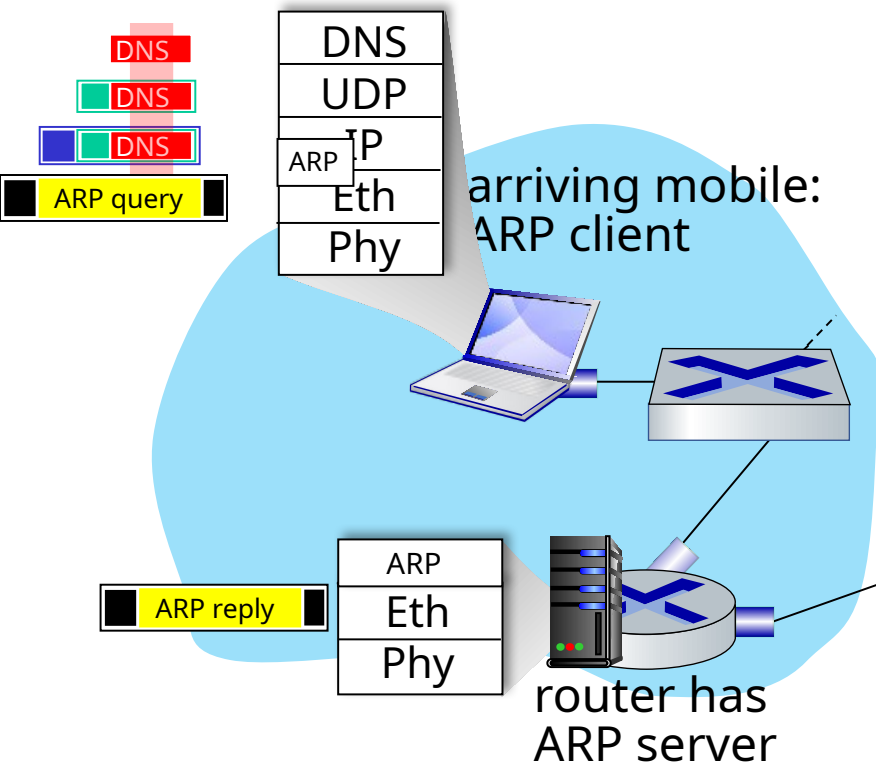 DNS
DNS
DNS
ARP query
DNS
UDP
IP
ARP
Eth
Phy
arriving mobile:
ARP client
ARP reply
ARP
Eth
Phy
router has
ARP server